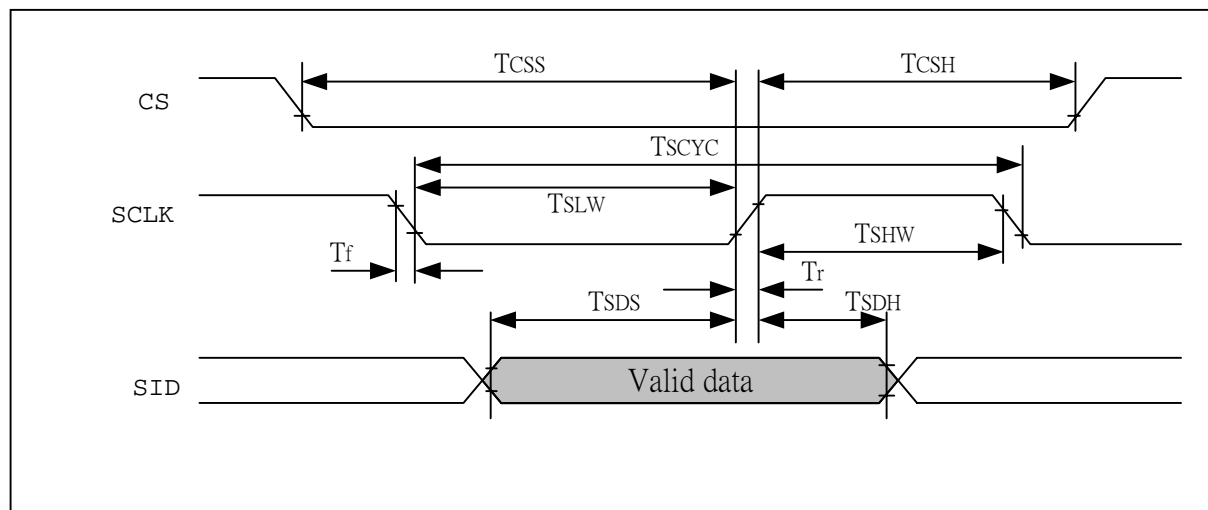 TCSS TCSH
CS
TSCYC
TSLW
SCLK
TSHW
Tf
Tr
TSDS TSDH
SID Valid data